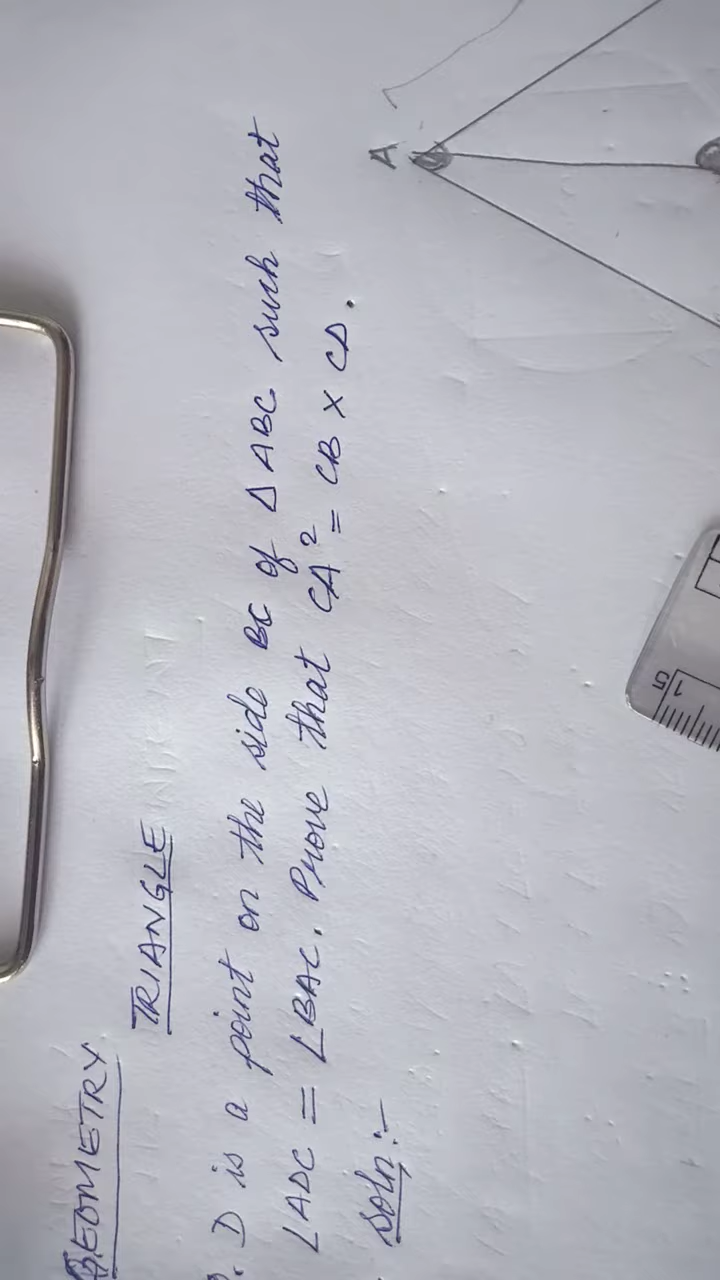 GEOMETRY
TRIANGLE
. D is a point on the side BC of Δ ABC such that
∠ADC = ∠BAC. Prove that CA² = CB × CD.
Soln:-
A
15